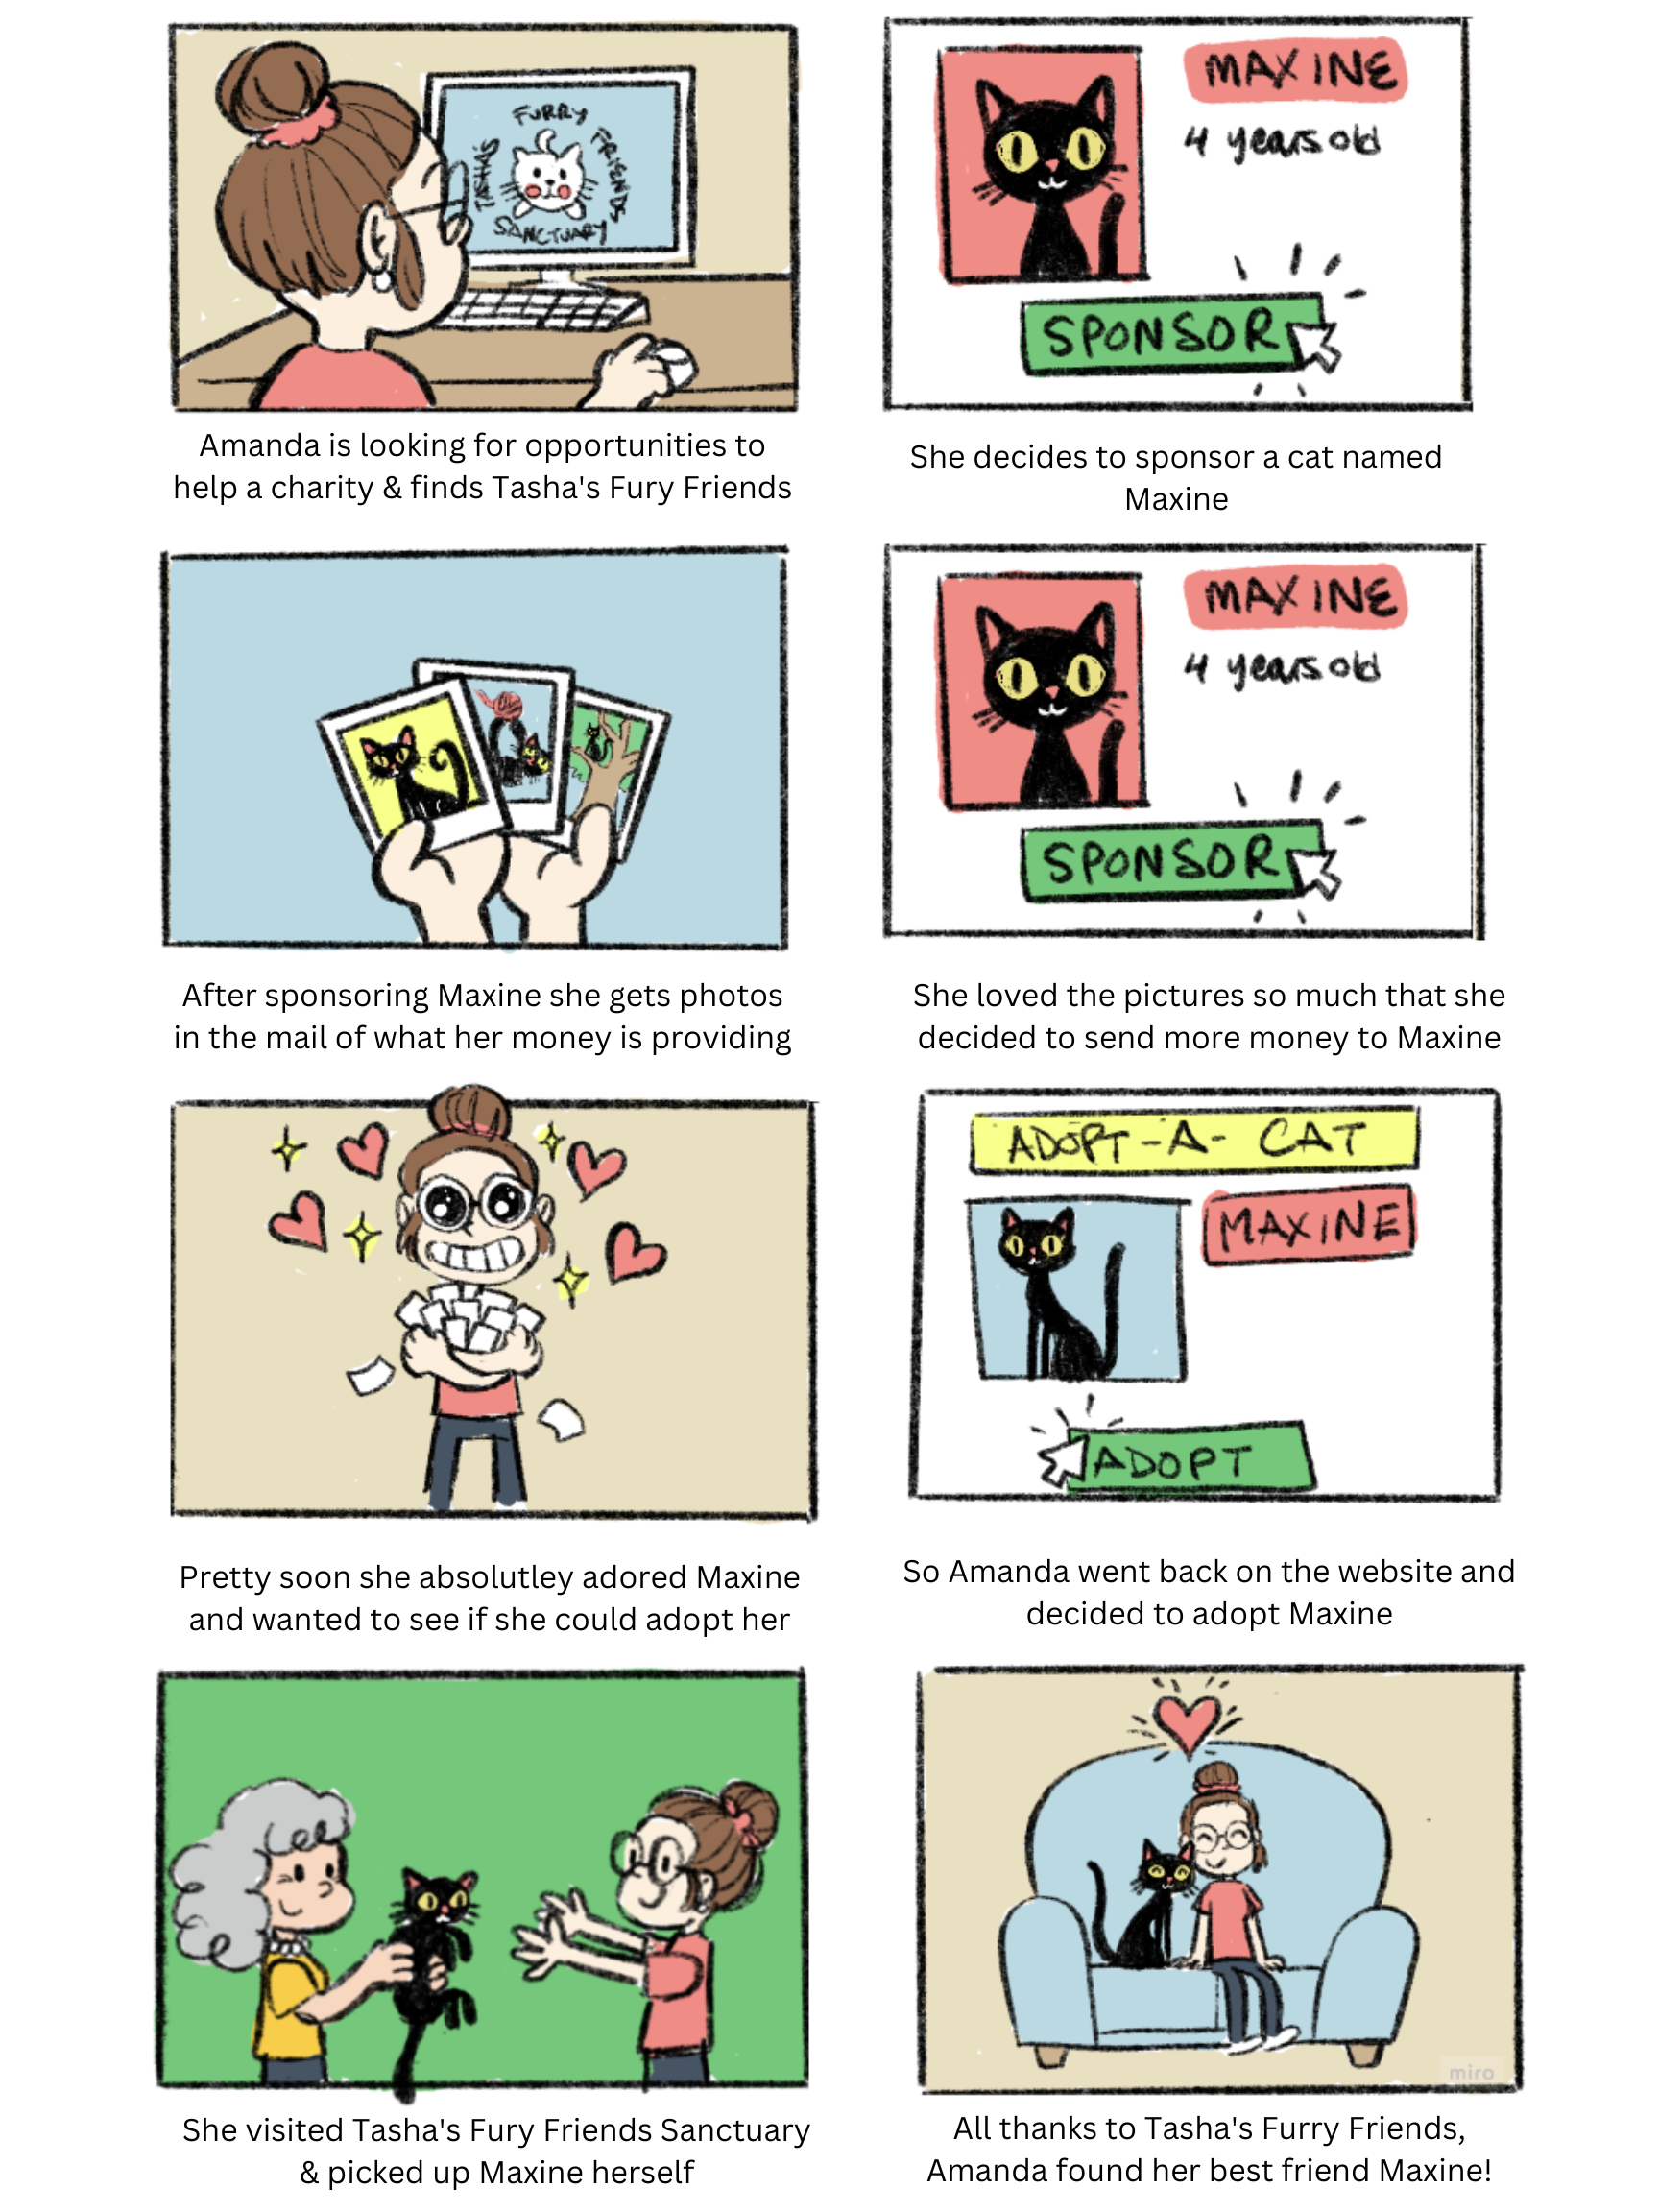 TASHA'S
FURRY
FRIENDS
SANCTUARY
Amanda is looking for opportunities to
help a charity & finds Tasha's Fury Friends
MAXINE
4 years old
SPONSOR
She decides to sponsor a cat named
Maxine
After sponsoring Maxine she gets photos
in the mail of what her money is providing
MAXINE
4 years old
SPONSOR
She loved the pictures so much that she
decided to send more money to Maxine
Pretty soon she absolutley adored Maxine
and wanted to see if she could adopt her
ADOPT-A- CAT
MAXINE
ADOPT
So Amanda went back on the website and
decided to adopt Maxine
She visited Tasha's Fury Friends Sanctuary
& picked up Maxine herself
miro
All thanks to Tasha's Furry Friends,
Amanda found her best friend Maxine!